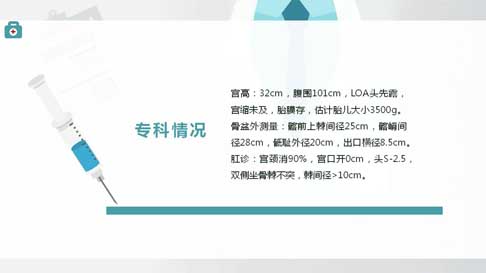 专科情况
宫高：32cm，腹围101cm，LOA头先露，
宫缩未及，胎膜存，估计胎儿大小3500g。
骨盆外测量：髂前上棘间径25cm，髂嵴间
径28cm，骶耻外径20cm，出口横径8.5cm。
肛诊：宫颈消90%，宫口开0cm，头S-2.5，
双侧坐骨棘不突，棘间径>10cm。